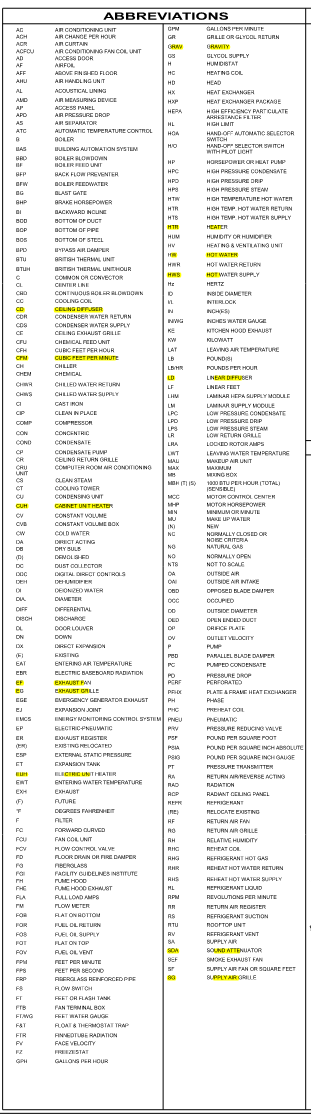 ABBREVIATIONS
AC AIR CONDITIONING UNIT
ACH AIR CHANGE PER HOUR
ACR AIR CURTAIN
ACFCU AIR CONDITIONING FAN COIL UNIT
AD ACCESS DOOR
AF AIRFOIL
AFF ABOVE FINISHED FLOOR
AHU AIR HANDLING UNIT
AL ACOUSTICAL LINING
AMD AIR MEASURING DEVICE
AP ACCESS PANEL
APD AIR PRESSURE DROP
AS AIR SEPARATOR
ATC AUTOMATIC TEMPERATURE CONTROL
B BOILER
BAS BUILDING AUTOMATION SYSTEM
BBD BOILER BLOWDOWN
BF BOILER FEED UNIT
BFP BACK FLOW PREVENTER
BFW BOILER FEEDWATER
BG BLAST GATE
BHP BRAKE HORSEPOWER
BI BACKWARD INCLINE
BOD BOTTOM OF DUCT
BOP BOTTOM OF PIPE
BOS BOTTOM OF STEEL
BPD BYPASS AIR DAMPER
BTU BRITISH THERMAL UNIT
BTUH BRITISH THERMAL UNIT/HOUR
C COMMON OR CONVECTOR
CL CENTER LINE
CBD CONTINUOUS BOILER BLOWDOWN
CC COOLING COIL
CD CEILING DIFFUSER
CDR CONDENSER WATER RETURN
CDS CONDENSER WATER SUPPLY
CE CEILING EXHAUST GRILLE
CFU CHEMICAL FEED UNIT
CFH CUBIC FEET PER HOUR
CFM CUBIC FEET PER MINUTE
CH CHILLER
CHEM CHEMICAL
CHWR CHILLED WATER RETURN
CHWS CHILLED WATER SUPPLY
CI CAST IRON
CIP CLEAN IN PLACE
COMP COMPRESSOR
CON CONCENTRIC
COND CONDENSATE
CP CONDENSATE PUMP
CR CEILING RETURN GRILLE
CRU COMPUTER ROOM AIR CONDITIONING
UNIT
CS CLEAN STEAM
CT COOLING TOWER
CU CONDENSING UNIT
CUH CABINET UNIT HEATER
CV CONSTANT VOLUME
CVB CONSTANT VOLUME BOX
CW COLD WATER
DA DIRECT ACTING
DB DRY BULB
(D) DEMOLISHED
DC DUST COLLECTOR
DDC DIGITAL DIRECT CONTROLS
DEH DEHUMIDIFIER
DI DEIONIZED WATER
DIA. DIAMETER
DIFF DIFFERENTIAL
DISCH DISCHARGE
DL DOOR LOUVER
DN DOWN
DX DIRECT EXPANSION
(E) EXISTING
EAT ENTERING AIR TEMPERATURE
EBR ELECTRIC BASEBOARD RADIATION
EF EXHAUST FAN
EG EXHAUST GRILLE
EGE EMERGENCY GENERATOR EXHAUST
EJ EXPANSION JOINT
EMCS ENERGY MONITORING CONTROL SYSTEM
EP ELECTRIC-PNEUMATIC
ER EXHAUST REGISTER
(ER) EXISTING RELOCATED
ESP EXTERNAL STATIC PRESSURE
ET EXPANSION TANK
EUH ELECTRIC UNIT HEATER
EWT ENTERING WATER TEMPERATURE
EXH EXHAUST
(F) FUTURE
°F DEGREES FAHRENHEIT
F FILTER
FC FORWARD CURVED
FCU FAN COIL UNIT
FCV FLOW CONTROL VALVE
FD FLOOR DRAIN OR FIRE DAMPER
FG FIBERGLASS
FGI FACILITY GUIDELINES INSTITUTE
FH FUME HOOD
FHE FUME HOOD EXHAUST
FLA FULL LOAD AMPS
FM FLOW METER
FOB FLAT ON BOTTOM
FOR FUEL OIL RETURN
FOS FUEL OIL SUPPLY
FOT FLAT ON TOP
FOV FUEL OIL VENT
FPM FEET PER MINUTE
FPS FEET PER SECOND
FRP FIBERGLASS REINFORCED PIPE
FS FLOW SWITCH
FT FEET OR FLASH TANK
FTB FAN TERMINAL BOX
FT/WG FEET WATER GAUGE
F&T FLOAT & THERMOSTAT TRAP
FTR FINNEDTUBE RADIATION
FV FACE VELOCITY
FZ FREEZESTAT
GPH GALLONS PER HOUR
GPM GALLONS PER MINUTE
GR GRILLE OR GLYCOL RETURN
GRAV GRAVITY
GS GLYCOL SUPPLY
H HUMIDISTAT
HC HEATING COIL
HD HEAD
HX HEAT EXCHANGER
HXP HEAT EXCHANGER PACKAGE
HEPA HIGH EFFICIENCY PARTICULATE
ARRESTANCE FILTER
HL HIGH LIMIT
HOA HAND-OFF AUTOMATIC SELECTOR
SWITCH
H/O HAND-OFF SELECTOR SWITCH
WITH PILOT LIGHT
HP HORSEPOWER OR HEAT PUMP
HPC HIGH PRESSURE CONDENSATE
HPD HIGH PRESSURE DRIP
HPS HIGH PRESSURE STEAM
HTW HIGH TEMPERATURE HOT WATER
HTR HIGH TEMP. HOT WATER RETURN
HTS HIGH TEMP. HOT WATER SUPPLY
HTR HEATER
HUM HUMIDITY OR HUMIDIFIER
HV HEATING & VENTILATING UNIT
HW HOT WATER
HWR HOT WATER RETURN
HWS HOT WATER SUPPLY
Hz HERTZ
ID INSIDE DIAMETER
I/L INTERLOCK
IN INCH(ES)
IN/WG INCHES WATER GAUGE
KE KITCHEN HOOD EXHAUST
KW KILOWATT
LAT LEAVING AIR TEMPERATURE
LB POUND(S)
LB/HR POUNDS PER HOUR
LD LINEAR DIFFUSER
LF LINEAR FEET
LHM LAMINAR HEPA SUPPLY MODULE
LM LAMINAR SUPPLY MODULE
LPC LOW PRESSURE CONDENSATE
LPD LOW PRESSURE DRIP
LPS LOW PRESSURE STEAM
LR LOW RETURN GRILLE
LRA LOCKED ROTOR AMPS
LWT LEAVING WATER TEMPERATURE
MAU MAKEUP AIR UNIT
MAX MAXIMUM
MB MIXING BOX
MBH (T) (S) 1000 BTU PER HOUR (TOTAL)
(SENSIBLE)
MCC MOTOR CONTROL CENTER
MHP MOTOR HORSEPOWER
MIN MINIMUM OR MINUTE
MU MAKE UP WATER
(N) NEW
NC NORMALLY CLOSED OR
NOISE CRITERIA
NG NATURAL GAS
NO NORMALLY OPEN
NTS NOT TO SCALE
OA OUTSIDE AIR
OAI OUTSIDE AIR INTAKE
OBD OPPOSED BLADE DAMPER
OCC OCCUPIED
OD OUTSIDE DIAMETER
OED OPEN ENDED DUCT
OP ORIFICE PLATE
OV OUTLET VELOCITY
P PUMP
PBD PARALLEL BLADE DAMPER
PC PUMPED CONDENSATE
PD PRESSURE DROP
PERF PERFORATED
PFHX PLATE & FRAME HEAT EXCHANGER
PH PHASE
PHC PREHEAT COIL
PNEU PNEUMATIC
PRV PRESSURE REDUCING VALVE
PSF POUND PER SQUARE FOOT
PSIA POUND PER SQUARE INCH ABSOLUTE
PSIG POUND PER SQUARE INCH GAUGE
PT PRESSURE TRANSMITTER
RA RETURN AIR/REVERSE ACTING
RAD RADIATION
RCP RADIANT CEILING PANEL
REFR REFRIGERANT
(RE) RELOCATE EXISTING
RF RETURN AIR FAN
RG RETURN AIR GRILLE
RH RELATIVE HUMIDITY
RHC REHEAT COIL
RHG REFRIGERANT HOT GAS
RHR REHEAT HOT WATER RETURN
RHS REHEAT HOT WATER SUPPLY
RL REFRIGERANT LIQUID
RPM REVOLUTIONS PER MINUTE
RR RETURN AIR REGISTER
RS REFRIGERANT SUCTION
RTU ROOFTOP UNIT
RV REFRIGERANT VENT
SA SUPPLY AIR
SDA SOUND ATTENUATOR
SEF SMOKE EXHAUST FAN
SF SUPPLY AIR FAN OR SQUARE FEET
SG SUPPLY AIR GRILLE